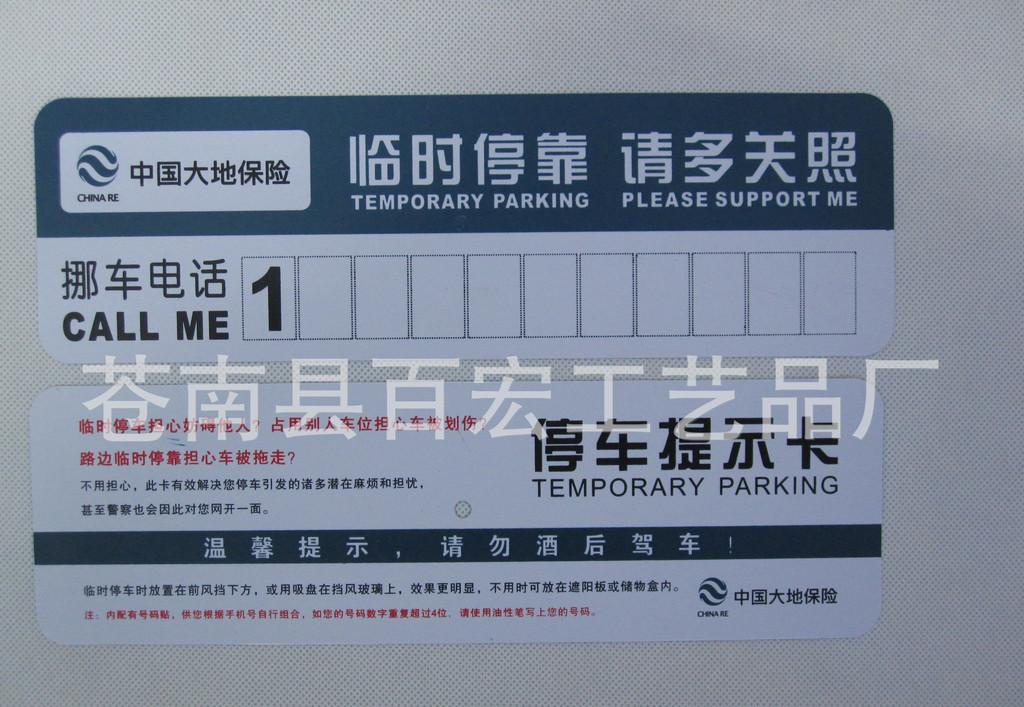 中国大地保险
CHINA RE
临时停靠 请多关照
TEMPORARY PARKING PLEASE SUPPORT ME
挪车电话
CALL ME
1
苍南县百宏工艺品厂
临时停车担心妨碍他人？占用别人车位担心车被划伤？
路边临时停靠担心车被拖走？
不用担心，此卡有效解决您停车引发的诸多潜在麻烦和担忧，
甚至警察也会因此对您网开一面。
停车提示卡
TEMPORARY PARKING
温馨提示，请勿酒后驾车！
临时停车时放置在前风挡下方，或用吸盘在挡风玻璃上，效果更明显，不用时可放在遮阳板或储物盒内。
注：内配有号码贴，供您根据手机号自行组合，如您的号码数字重复超过4位，请使用油性笔写上您的号码。
中国大地保险
CHINA RE